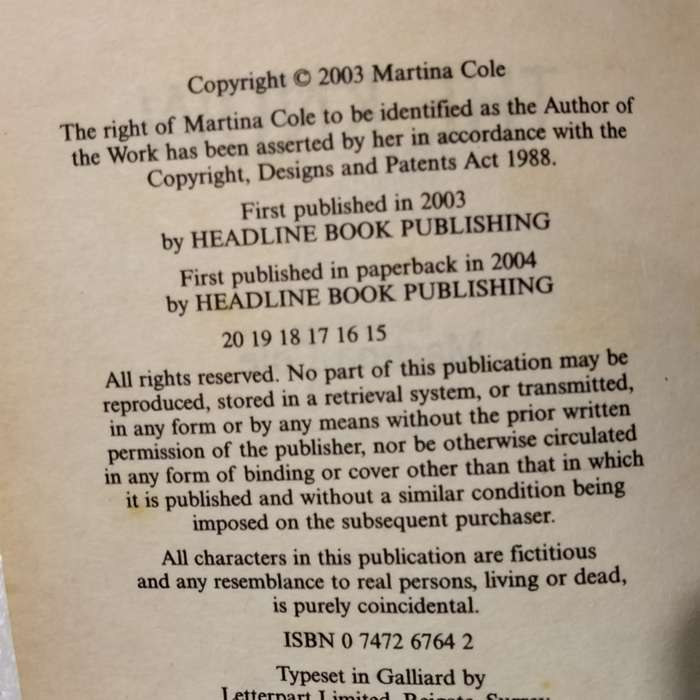 Copyright © 2003 Martina Cole
The right of Martina Cole to be identified as the Author of
the Work has been asserted by her in accordance with the
Copyright, Designs and Patents Act 1988.
First published in 2003
by HEADLINE BOOK PUBLISHING
First published in paperback in 2004
by HEADLINE BOOK PUBLISHING
20 19 18 17 16 15
All rights reserved. No part of this publication may be
reproduced, stored in a retrieval system, or transmitted,
in any form or by any means without the prior written
permission of the publisher, nor be otherwise circulated
in any form of binding or cover other than that in which
it is published and without a similar condition being
imposed on the subsequent purchaser.
All characters in this publication are fictitious
and any resemblance to real persons, living or dead,
is purely coincidental.
ISBN 0 7472 6764 2
Typeset in Galliard by
Letterpart Limited, Reigate, Surrey